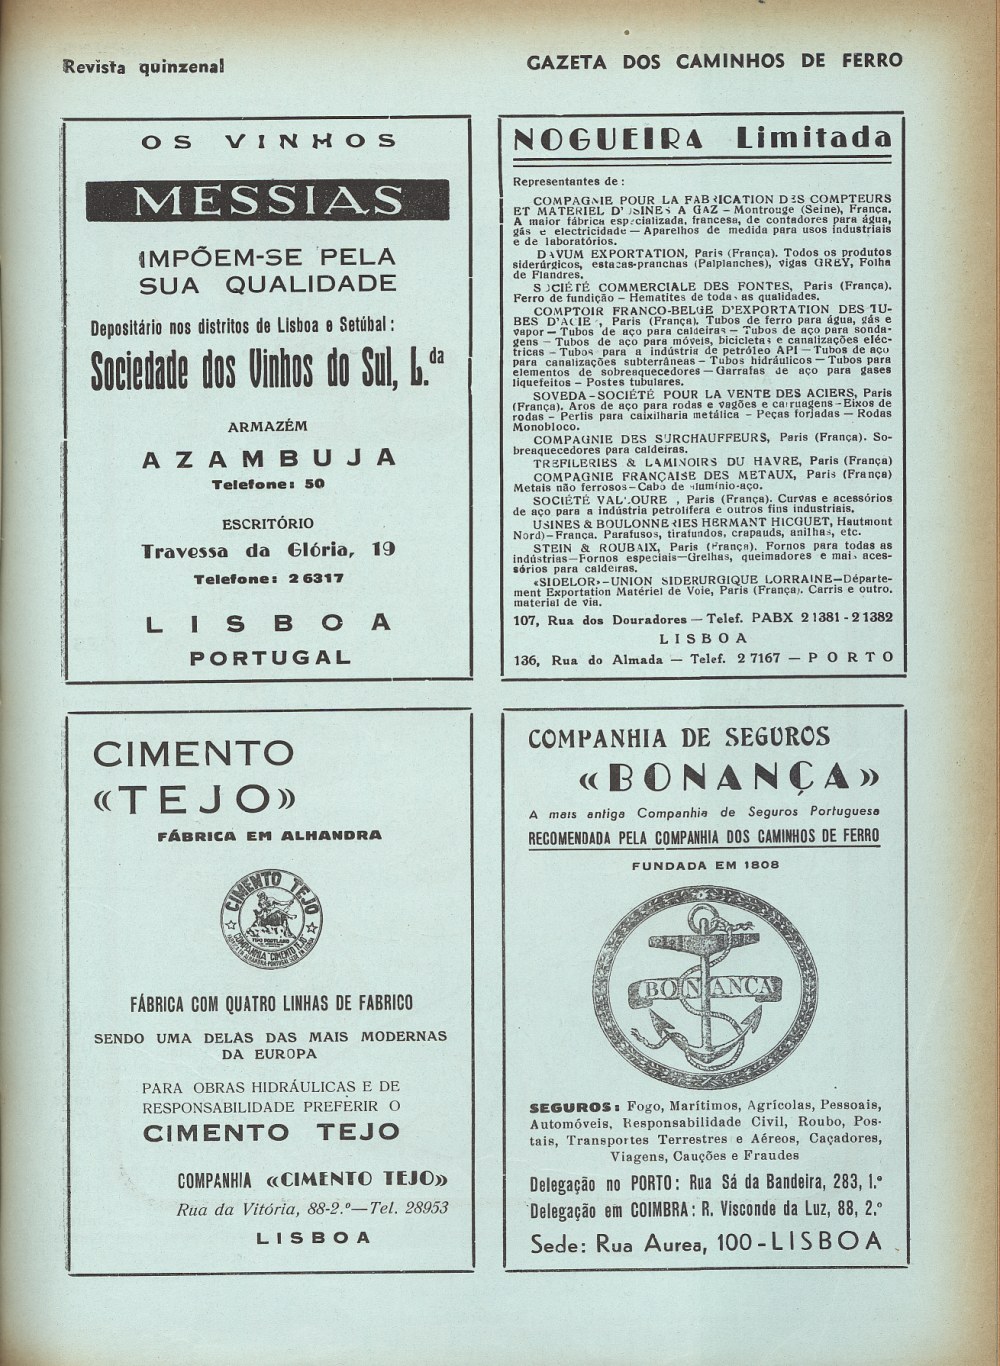 Revista quinzenal
GAZETA DOS CAMINHOS DE FERRO
OS VINHOS
MESSIAS
IMPÕEM-SE PELA
SUA QUALIDADE
Depositário nos distritos de Lisboa e Setúbal:
Sociedade dos Vinhos do Sul, L.da
ARMAZÉM
AZAMBUJA
Telefone: 50
ESCRITÓRIO
Travessa da Glória, 19
Telefone: 26317
LISBOA
PORTUGAL
NOGUEIRA Limitada
Representantes de:
COMPAGNIE POUR LA FABRICATION DES COMPTEURS
ET MATERIEL D'USINES A GAZ – Montrouge (Seine), França.
A maior fábrica especializada, francesa, de contadores para água,
gás e electricidade — Aparelhos de medida para usos industriais
e de laboratórios.
DAVUM EXPORTATION, Paris (França). Todos os produtos
siderúrgicos, estacas-pranchas (Palplanches), vigas GREY, Folha
de Flandres.
SOCIÉTÉ COMMERCIALE DES FONTES, Paris (França).
Ferro de fundição – Hematites de todas as qualidades.
COMPTOIR FRANCO-BELGE D'EXPORTATION DES TU-
BES D'ACIE , Paris (França). Tubos de ferro para água, gás e
vapor — Tubos de aço para caldeiras — Tubos de aço para sonda-
gens — Tubos de aço para móveis, bicicletas e canalizações eléc-
tricas – Tubos para a indústria de petróleo API — Tubos de aço
para canalizações subterrâneas – Tubos hidráulicos — Tubos para
elementos de sobreaquecedores — Garrafas de aço para gases
liquefeitos – Postes tubulares.
SOVEDA – SOCIÉTÉ POUR LA VENTE DES ACIERS, Paris
(França). Aros de aço para rodas e vagões e carruagens – Eixos de
rodas – Perfis para caixilharia metálica – Peças forjadas — Rodas
Monobloco.
COMPAGNIE DES SURCHAUFFEURS, Paris (França). So-
breaquecedores para caldeiras.
TREFILERIES & LAMINOIRS DU HAVRE, Paris (França)
COMPAGNIE FRANÇAISE DES METAUX, Paris (França)
Metais não ferrosos – Cabo de alumínio-aço.
SOCIÉTÉ VALLOUREC, Paris (França). Curvas e acessórios
de aço para a indústria petrolífera e outros fins industriais.
USINES & BOULONNERIES HERMANT HICGUET, Hautmont
Nord) – França. Parafusos, tirafundos, crapauds, anilhas, etc.
STEIN & ROUBAIX, Paris (França). Fornos para todas as
indústrias — Fornos especiais — Grelhas, queimadores e mais aces-
sórios para caldeiras.
«SIDELOR» – UNION SIDERURGIQUE LORRAINE — Départe-
ment Exportation Matériel de Voie, Paris (França). Carris e outro.
material de via.
107, Rua dos Douradores — Telef. PABX 21381 - 21382
LISBOA
136, Rua do Almada — Telef. 27167 — PORTO
CIMENTO
«TEJO»
FÁBRICA EM ALHANDRA
CIMENTO TEJO
TIPO PORTLAND
COMPANHIA "CIMENTO TEJO"
FÁBRICA COM QUATRO LINHAS DE FABRICO
SENDO UMA DELAS DAS MAIS MODERNAS
DA EUROPA
PARA OBRAS HIDRÁULICAS E DE
RESPONSABILIDADE PREFERIR O
CIMENTO TEJO
COMPANHIA «CIMENTO TEJO»
Rua da Vitória, 88-2.º — Tel. 28953
LISBOA
COMPANHIA DE SEGUROS
«BONANÇA»
A mais antiga Companhia de Seguros Portuguesa
RECOMENDADA PELA COMPANHIA DOS CAMINHOS DE FERRO
FUNDADA EM 1808
BONANÇA
SEGUROS: Fogo, Marítimos, Agrícolas, Pessoais,
Automóveis, Responsabilidade Civil, Roubo, Pos-
tais, Transportes Terrestres e Aéreos, Caçadores,
Viagens, Cauções e Fraudes
Delegação no PORTO: Rua Sá da Bandeira, 283, 1.º
Delegação em COIMBRA: R. Visconde da Luz, 88, 2.º
Sede: Rua Aurea, 100 - LISBOA